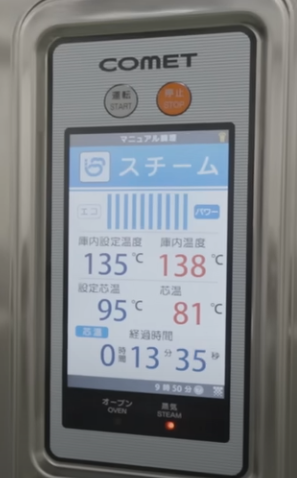 COMET
運転 停止
START STOP
マニュアル調理
スチーム
エコ パワー
庫内設定温度 庫内温度
135℃ 138℃
設定芯温 芯温
95℃ 81℃
芯温 経過時間
0時間13分35秒
9時50分
オーブン 蒸気
OVEN STEAM